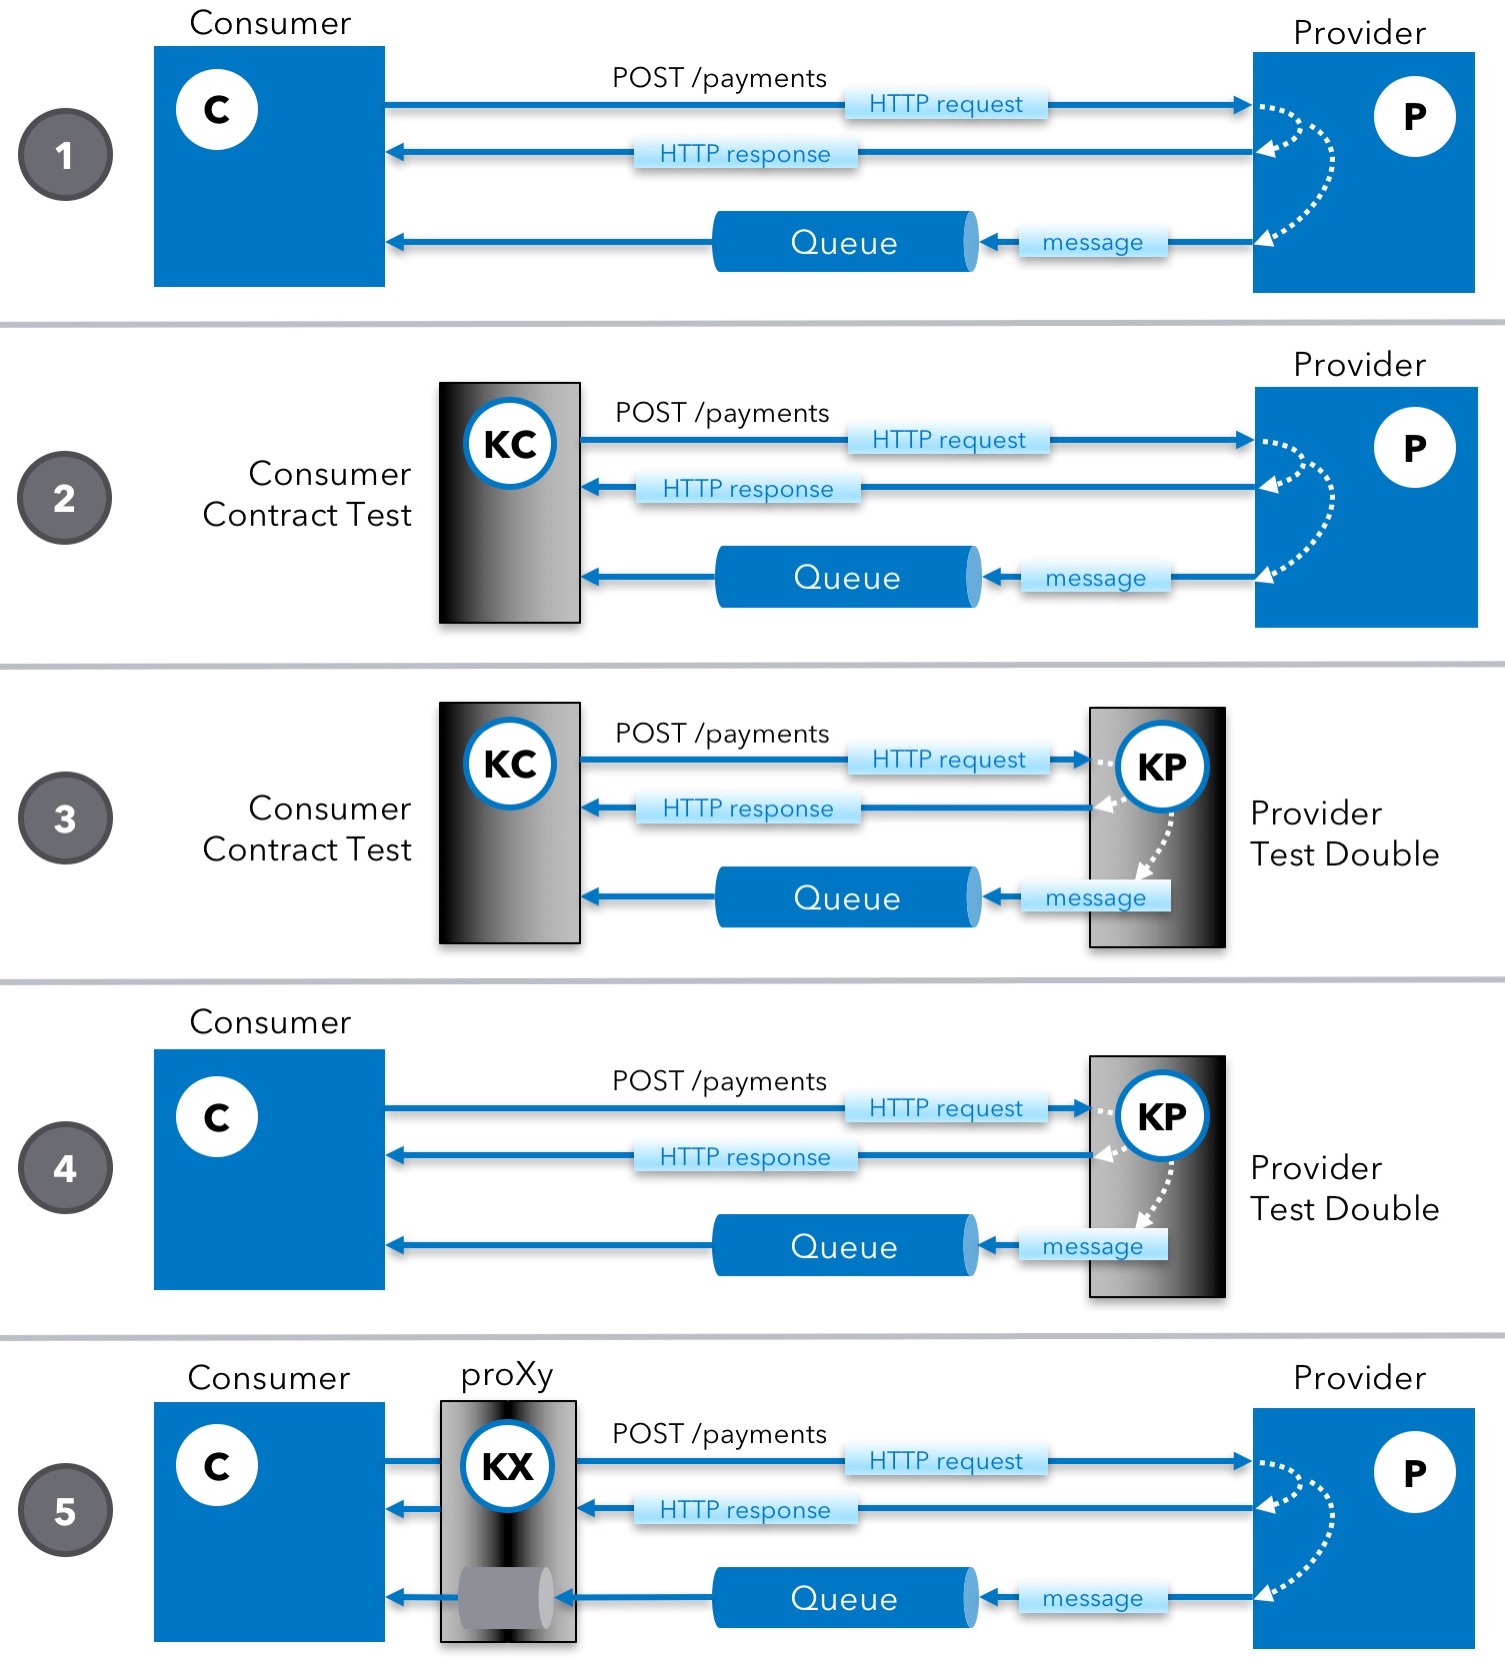 Consumer
Provider
1
C
POST /payments
HTTP request
P
HTTP response
Queue
message
Provider
2
Consumer
Contract Test
KC
POST /payments
HTTP request
P
HTTP response
Queue
message
3
Consumer
Contract Test
KC
POST /payments
HTTP request
KP
HTTP response
Provider
Test Double
Queue
message
Consumer
4
C
POST /payments
HTTP request
KP
HTTP response
Provider
Test Double
Queue
message
Consumer
proXy
Provider
5
C
KX
POST /payments
HTTP request
P
HTTP response
Queue
message